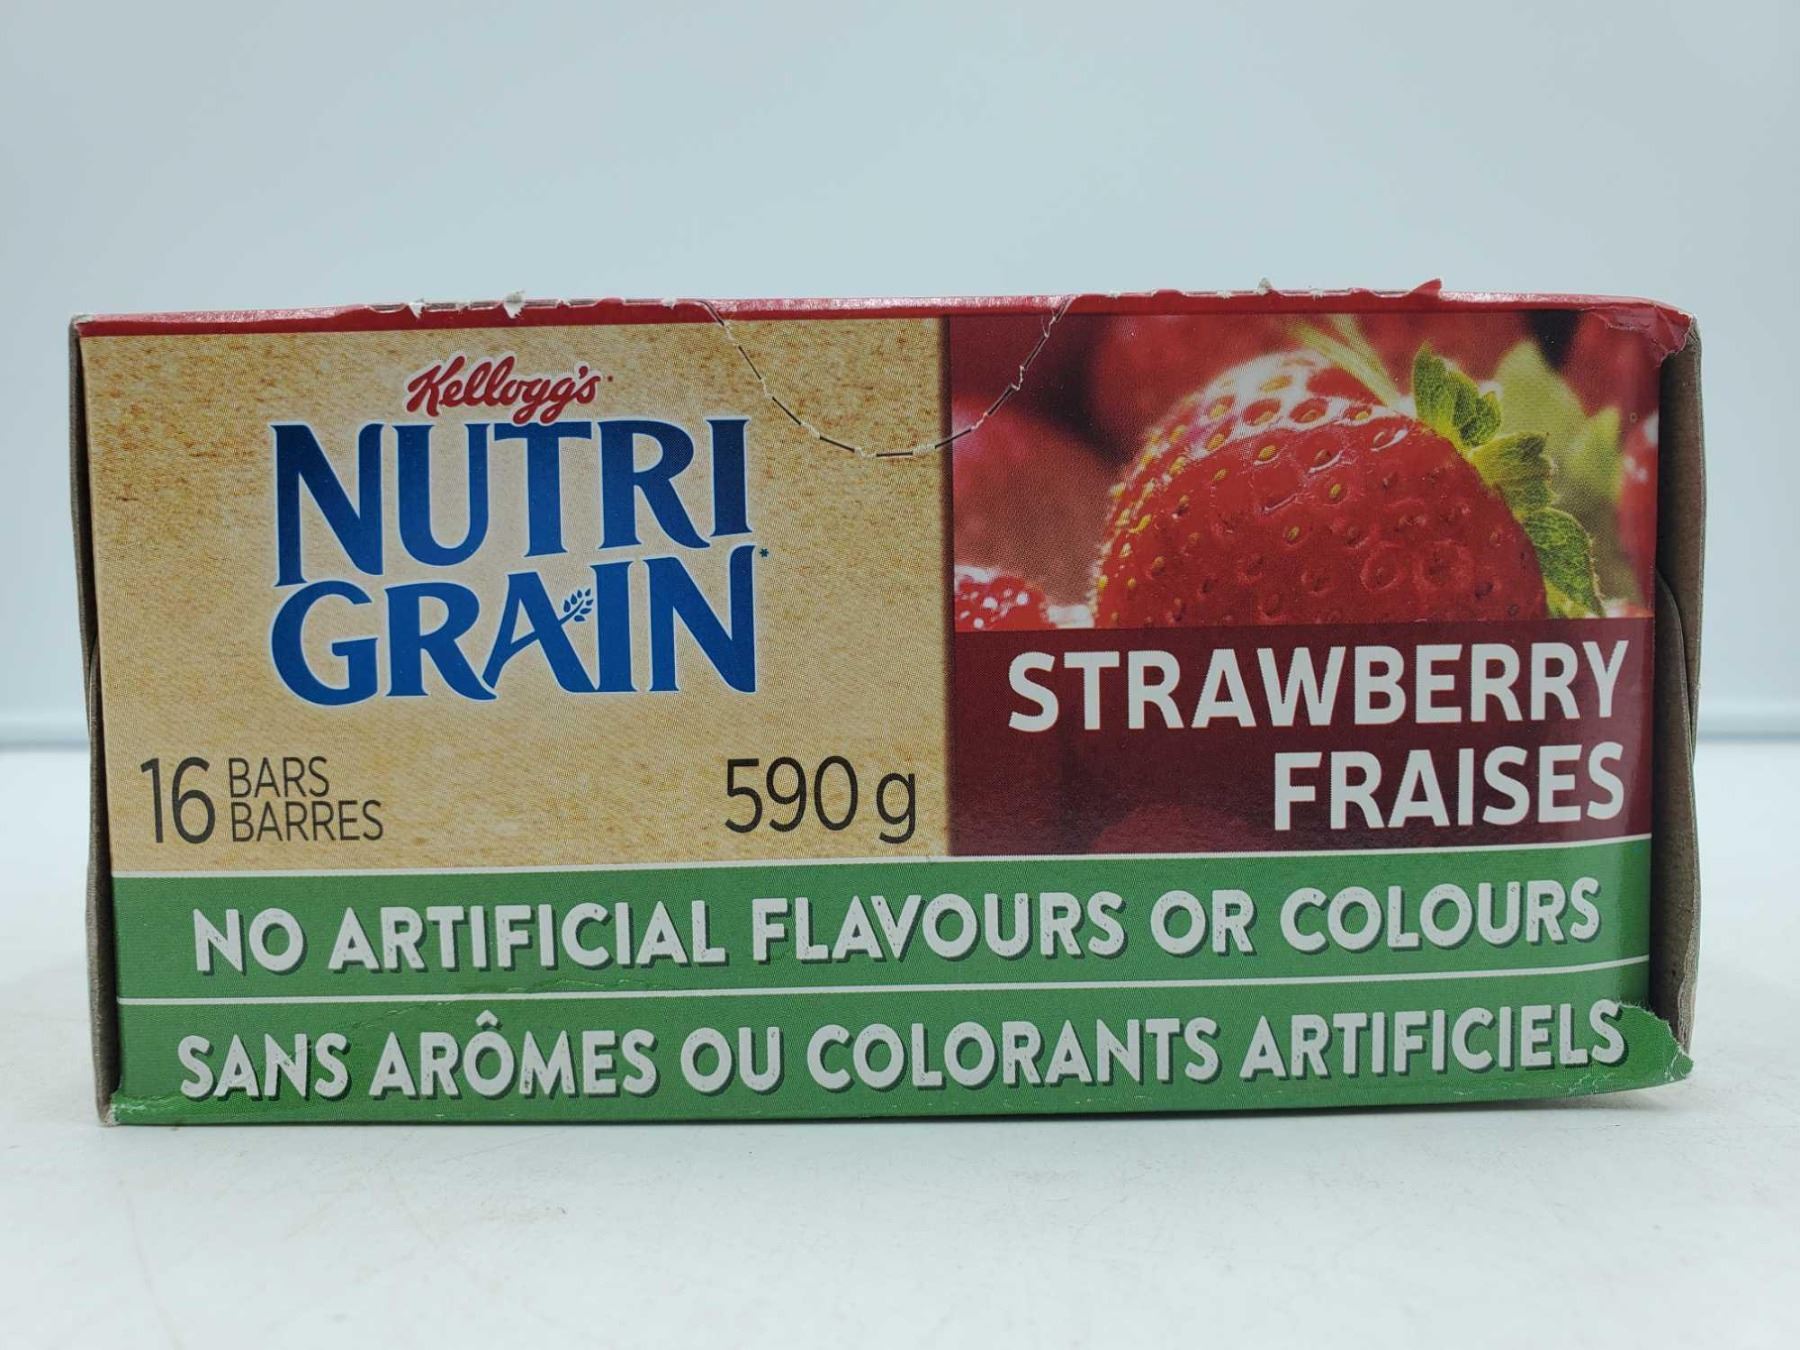 Kellogg's
NUTRI
GRAIN*
16 BARS
BARRES
590 g
STRAWBERRY
FRAISES
NO ARTIFICIAL FLAVOURS OR COLOURS
SANS ARÔMES OU COLORANTS ARTIFICIELS